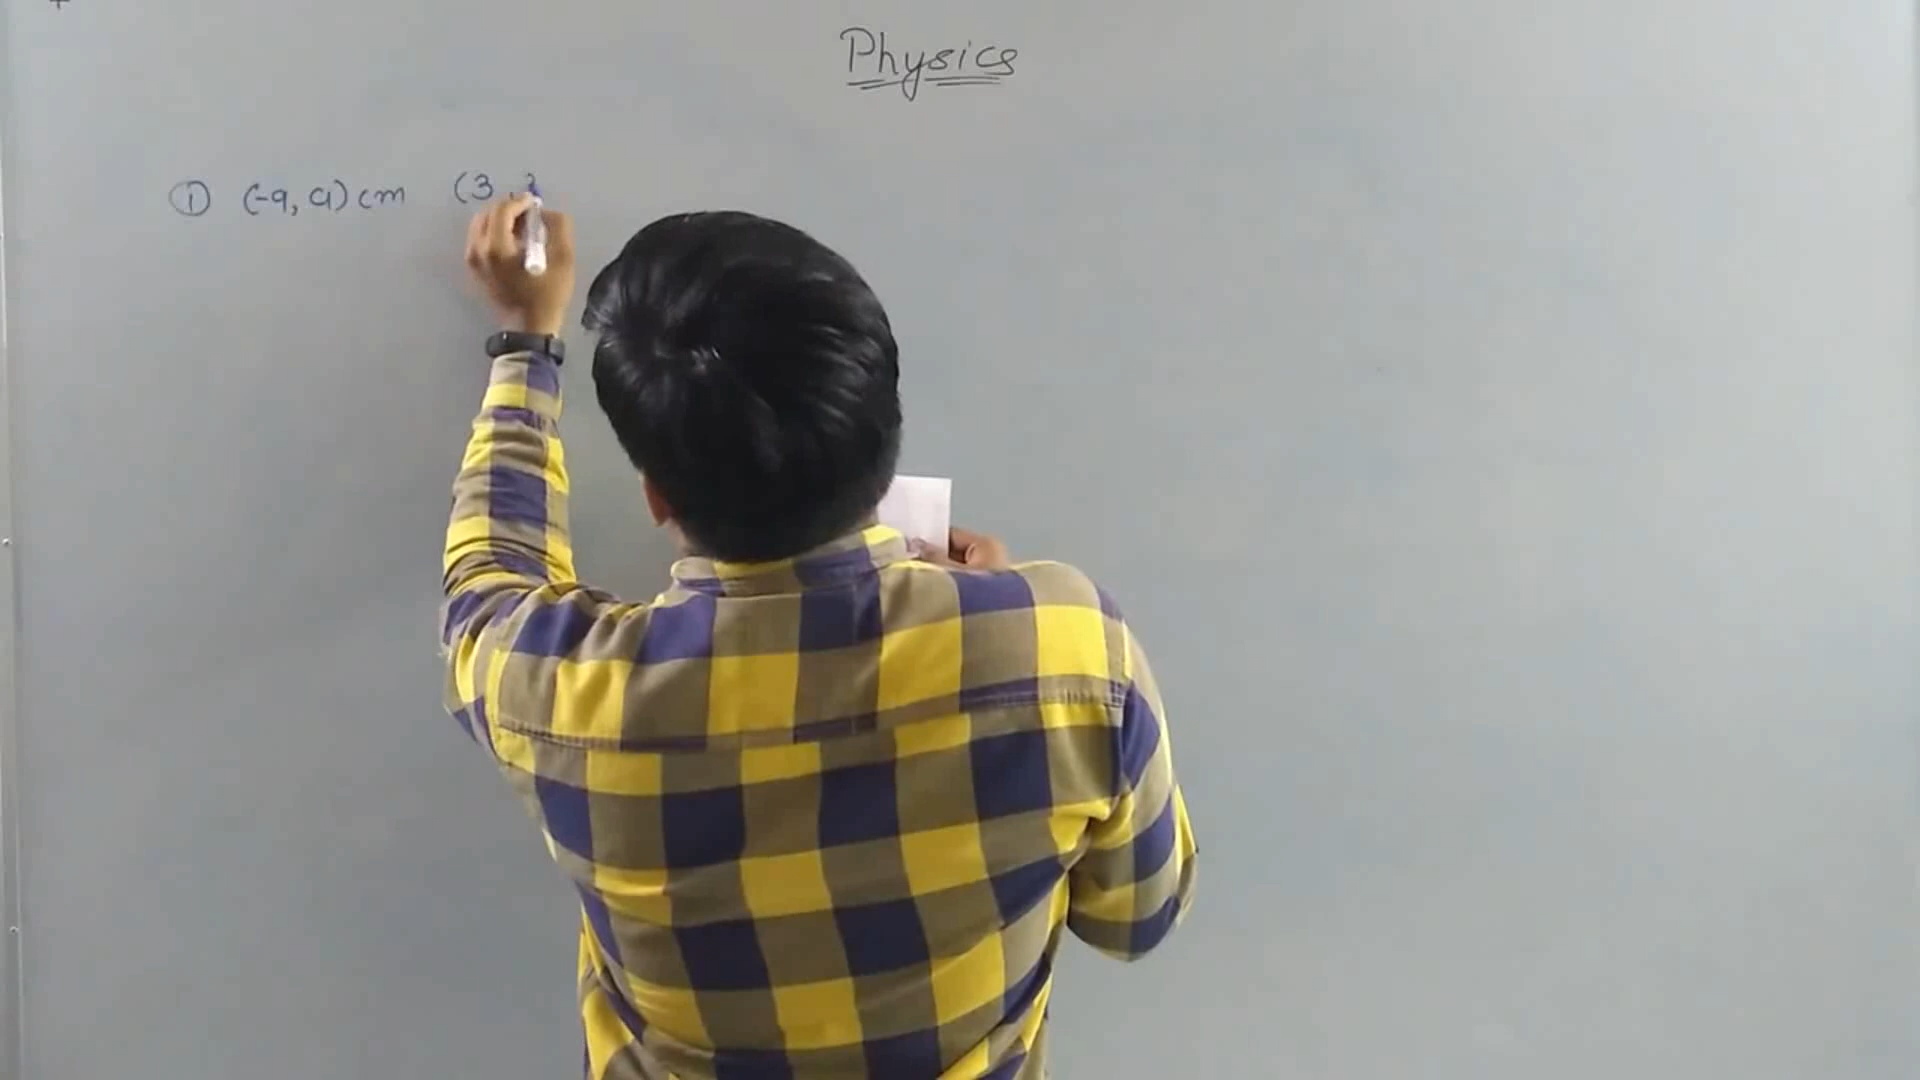 Physics
① (-9, 9) cm (3,